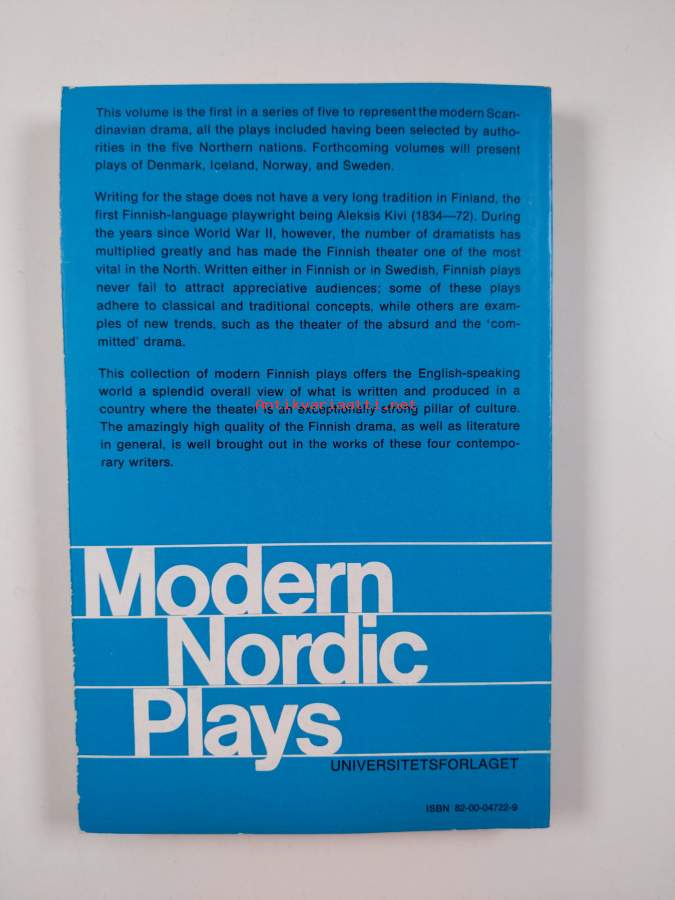 This volume is the first in a series of five to represent the modern Scan-
dinavian drama, all the plays included having been selected by autho-
rities in the five Northern nations. Forthcoming volumes will present
plays of Denmark, Iceland, Norway, and Sweden.
Writing for the stage does not have a very long tradition in Finland, the
first Finnish-language playwright being Aleksis Kivi (1834—72). During
the years since World War II, however, the number of dramatists has
multiplied greatly and has made the Finnish theater one of the most
vital in the North. Written either in Finnish or in Swedish, Finnish plays
never fail to attract appreciative audiences; some of these plays
adhere to classical and traditional concepts, while others are exam-
ples of new trends, such as the theater of the absurd and the ‘com-
mitted’ drama.
This collection of modern Finnish plays offers the English-speaking
world a splendid overall view of what is written and produced in a
country where the theater is an exceptionally strong pillar of culture.
Antikvariaatti.net
The amazingly high quality of the Finnish drama, as well as literature
in general, is well brought out in the works of these four contempo-
rary writers.
Modern
Nordic
Plays
UNIVERSITETSFORLAGET
ISBN 82-00-04722-9